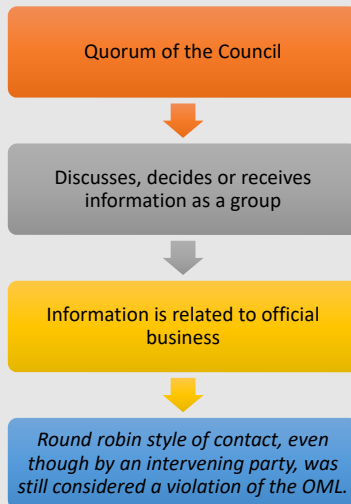 Quorum of the Council
Discusses, decides or receives
information as a group
Information is related to official
business
Round robin style of contact, even
though by an intervening party, was
still considered a violation of the OML.